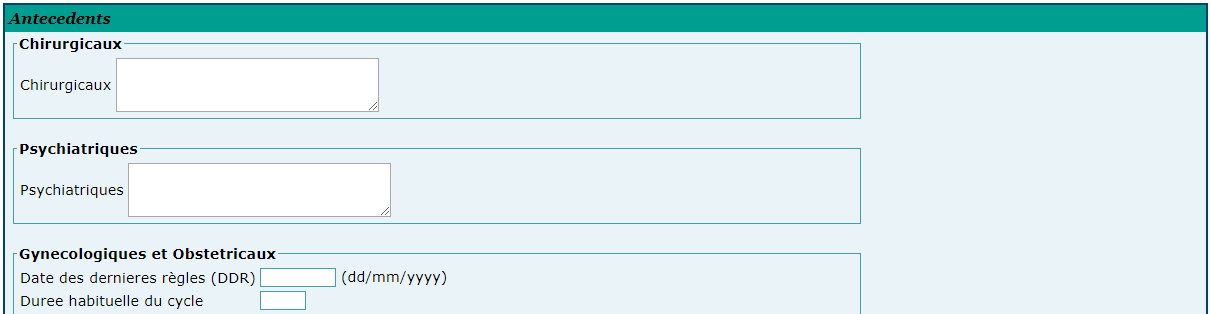 Antecedents
Chirurgicaux
Chirurgicaux
Psychiatriques
Psychiatriques
Gynecologiques et Obstetricaux
Date des dernieres règles (DDR) (dd/mm/yyyy)
Duree habituelle du cycle